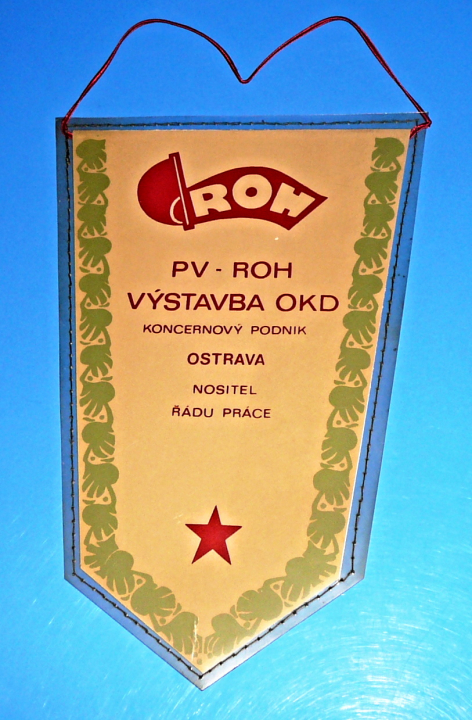 ROH
PV - ROH
VÝSTAVBA OKD
KONCERNOVÝ PODNIK
OSTRAVA
NOSITEL
ŘÁDU PRÁCE